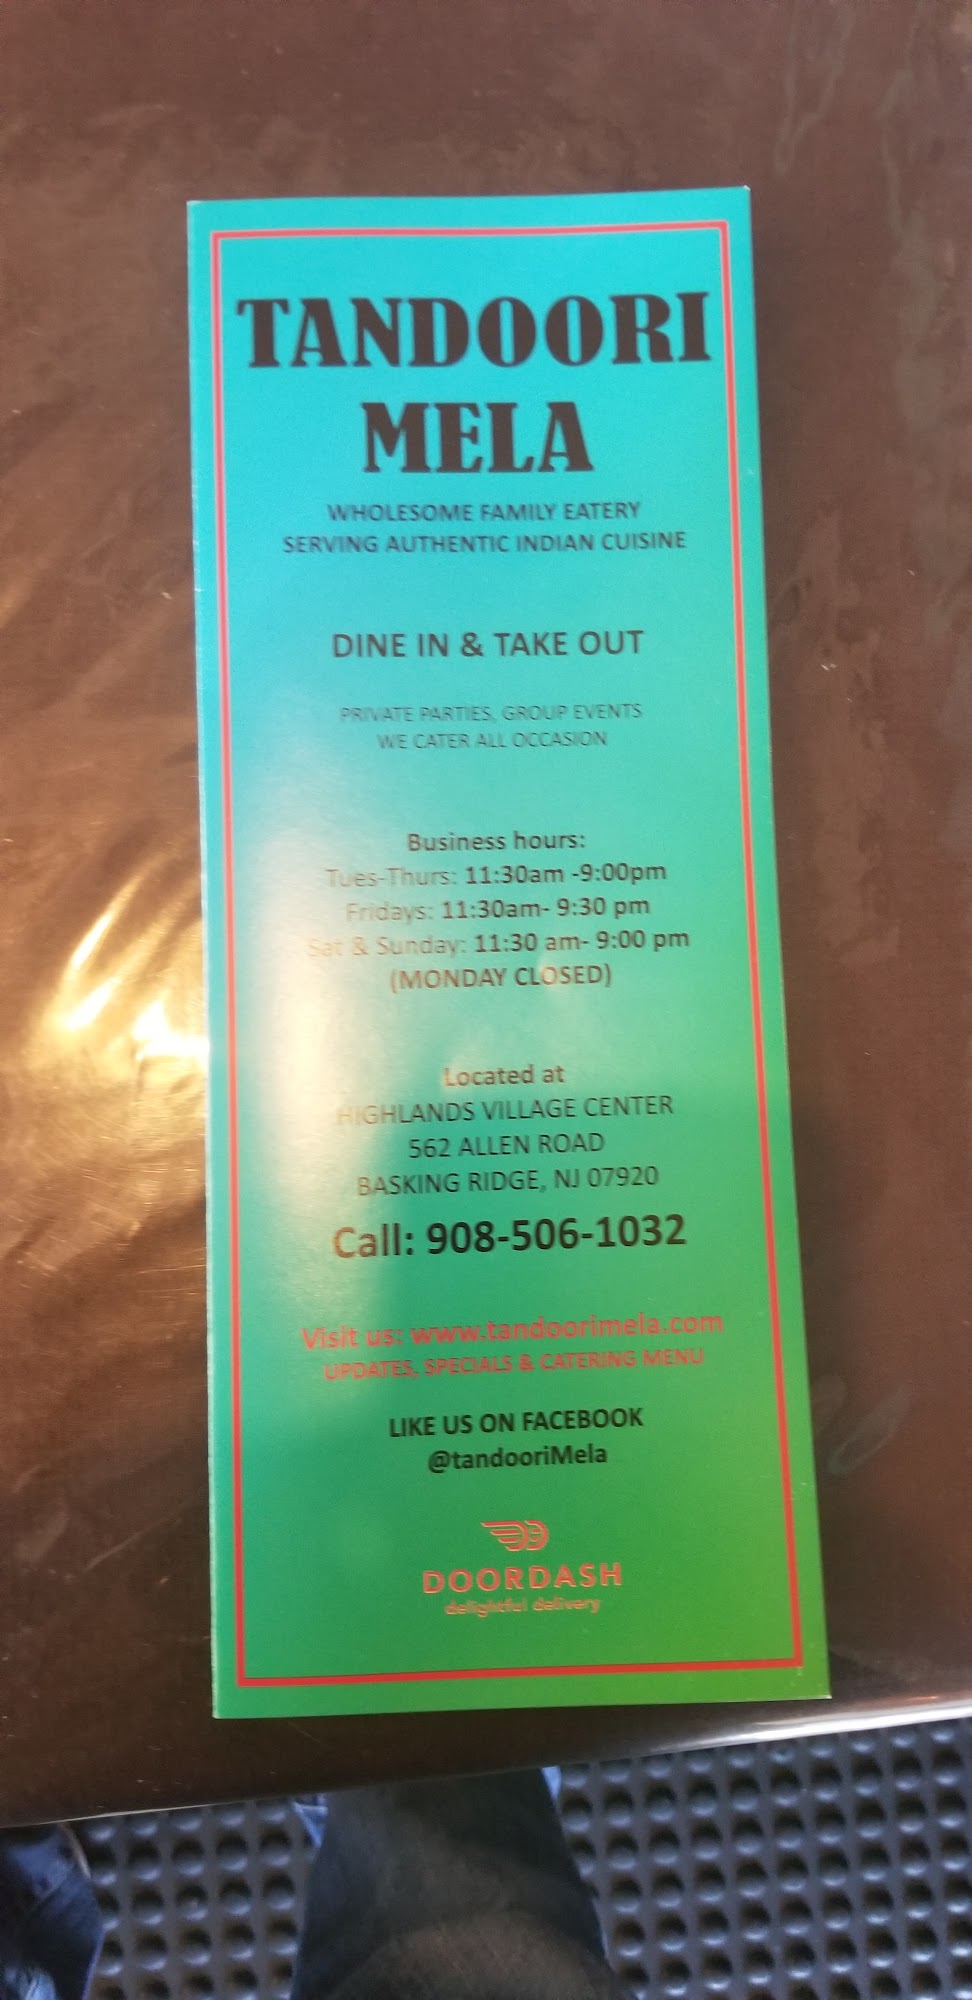 TANDOORI
MELA
WHOLESOME FAMILY EATERY
SERVING AUTHENTIC INDIAN CUISINE
DINE IN & TAKE OUT
PRIVATE PARTIES, GROUP EVENTS
WE CATER ALL OCCASION
Business hours:
Tues-Thurs: 11:30am -9:00pm
Fridays: 11:30am- 9:30 pm
Sat & Sunday: 11:30 am- 9:00 pm
(MONDAY CLOSED)
Located at
HIGHLANDS VILLAGE CENTER
562 ALLEN ROAD
BASKING RIDGE, NJ 07920
Call: 908-506-1032
Visit us: www.tandoorimela.com
UPDATES, SPECIALS & CATERING MENU
LIKE US ON FACEBOOK
@tandooriMela
DOORDASH
delightful delivery